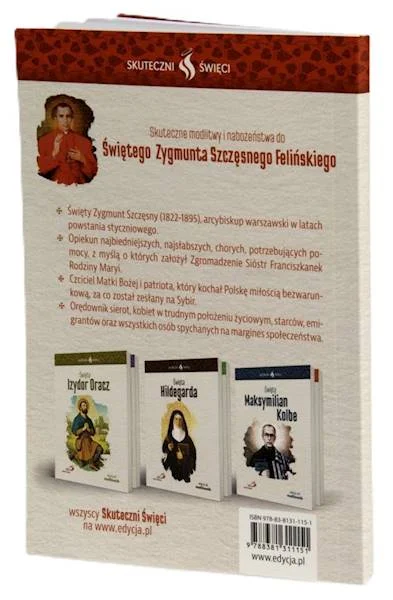 SKUTECZNI ŚWIĘCI
Skuteczne modlitwy i nabożeństwa do
Świętego Zygmunta Szczęsnego Felińskiego
Święty Zygmunt Szczęsny (1822-1895), arcybiskup warszawski w latach
powstania styczniowego.
Opiekun najbiedniejszych, najsłabszych, chorych, potrzebujących po-
mocy, z myślą o których założył Zgromadzenie Sióstr Franciszkanek
Rodziny Maryi.
Czciciel Matki Bożej i patriota, który kochał Polskę miłością bezwarun-
kową, za co został zesłany na Sybir.
Orędownik sierot, kobiet w trudnym położeniu życiowym, starców, emi-
grantów oraz wszystkich osób spychanych na margines społeczeństwa.
Święty
Izydor Oracz
Święta
Hildegarda
Święty
Maksymilian
Kolbe
wszyscy Skuteczni Święci
na www.edycja.pl
ISBN 978-83-8131-115-1
9 788381 311151
www.edycja.pl